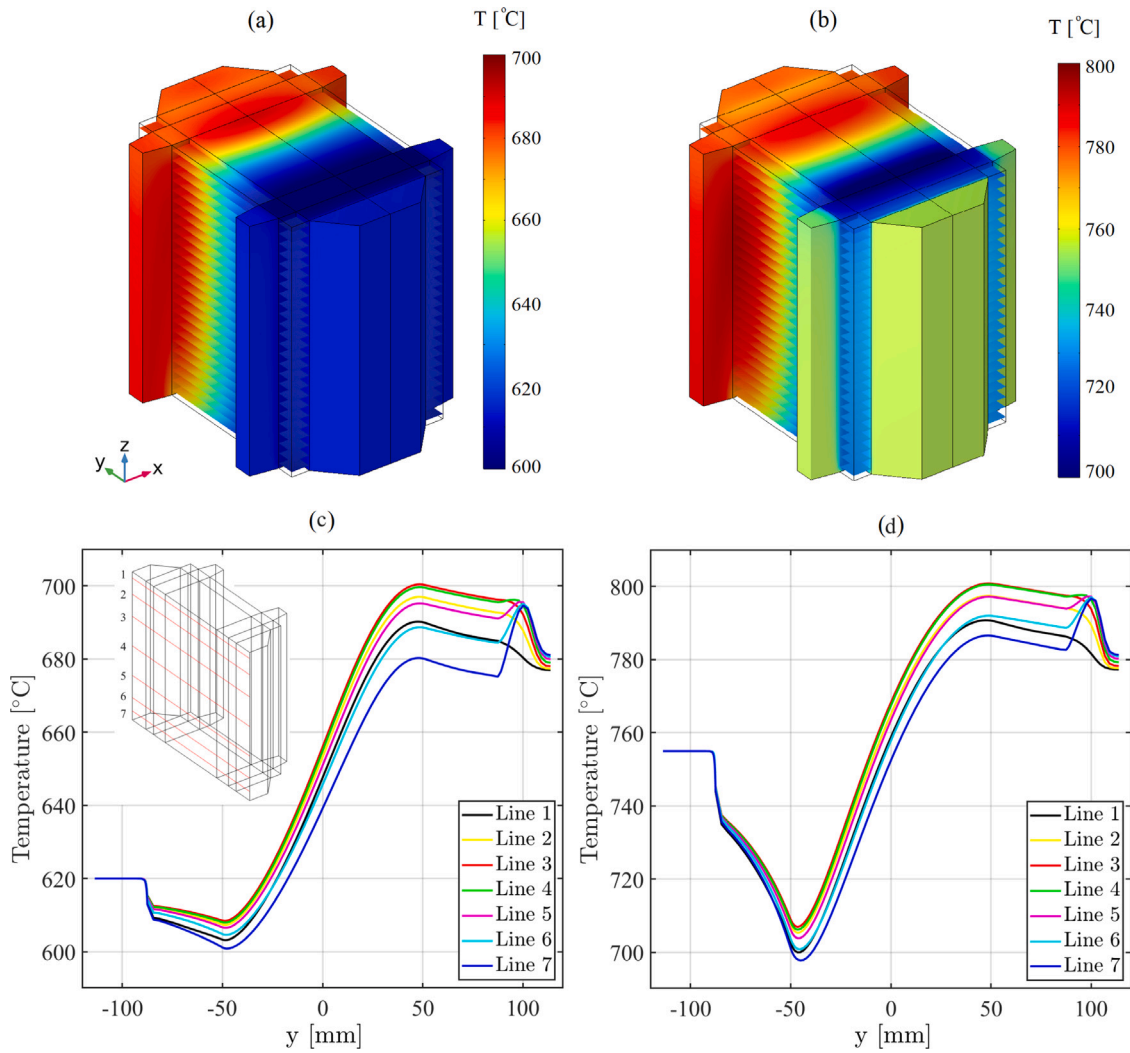 (a)
T [°C]
700
680
660
640
620
600
z
y
x
(b)
T [°C]
800
780
760
740
720
700
(c)
Temperature [°C]
700
680
660
640
620
600
1
2
3
4
5
6
7
Line 1
Line 2
Line 3
Line 4
Line 5
Line 6
Line 7
-100
-50
0
50
100
y [mm]
(d)
Temperature [°C]
800
780
760
740
720
700
Line 1
Line 2
Line 3
Line 4
Line 5
Line 6
Line 7
-100
-50
0
50
100
y [mm]